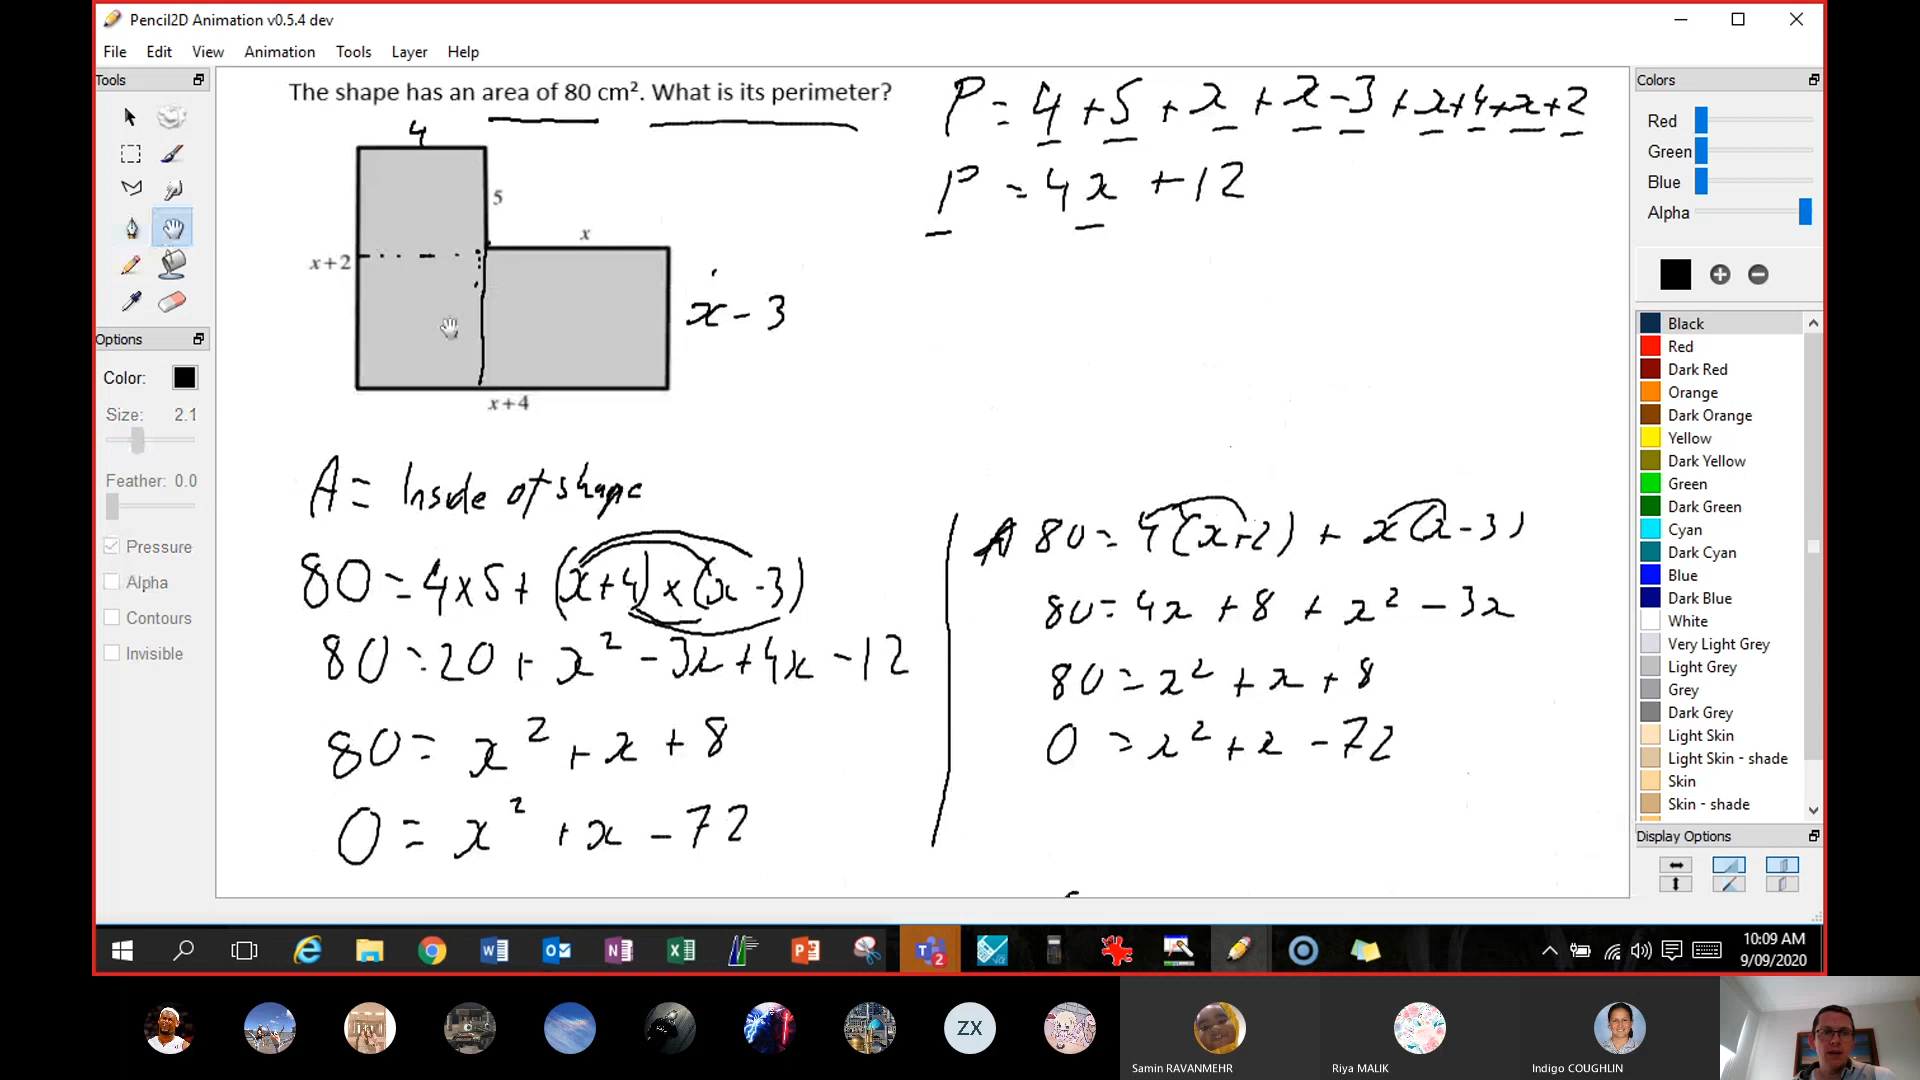 Pencil2D Animation v0.5.4 dev
File Edit View Animation Tools Layer Help
Tools
Options
Color:
Size: 2.1
Feather: 0.0
Pressure
Alpha
Contours
Invisible
The shape has an area of 80 cm². What is its perimeter?
4
5
x
x+2
x - 3
x+4
P = 4 + 5 + x + x - 3 + x + 4 + x + 2
P = 4x + 12
A = Inside of shape
80 = 4 x 5 + (x+4) x (x - 3)
80 = 20 + x² - 3x + 4x - 12
80 = x² + x + 8
0 = x² + x - 72
80 = 4(x+2) + x(x - 3)
80 = 4x + 8 + x² - 3x
80 = x² + x + 8
0 = x² + x - 72
Colors
Red
Green
Blue
Alpha
Black
Red
Dark Red
Orange
Dark Orange
Yellow
Dark Yellow
Green
Dark Green
Cyan
Dark Cyan
Blue
Dark Blue
White
Very Light Grey
Light Grey
Grey
Dark Grey
Light Skin
Light Skin - shade
Skin
Skin - shade
Display Options
10:09 AM
9/09/2020
ZX
Samin RAVANMEHR
Riya MALIK
Indigo COUGHLIN